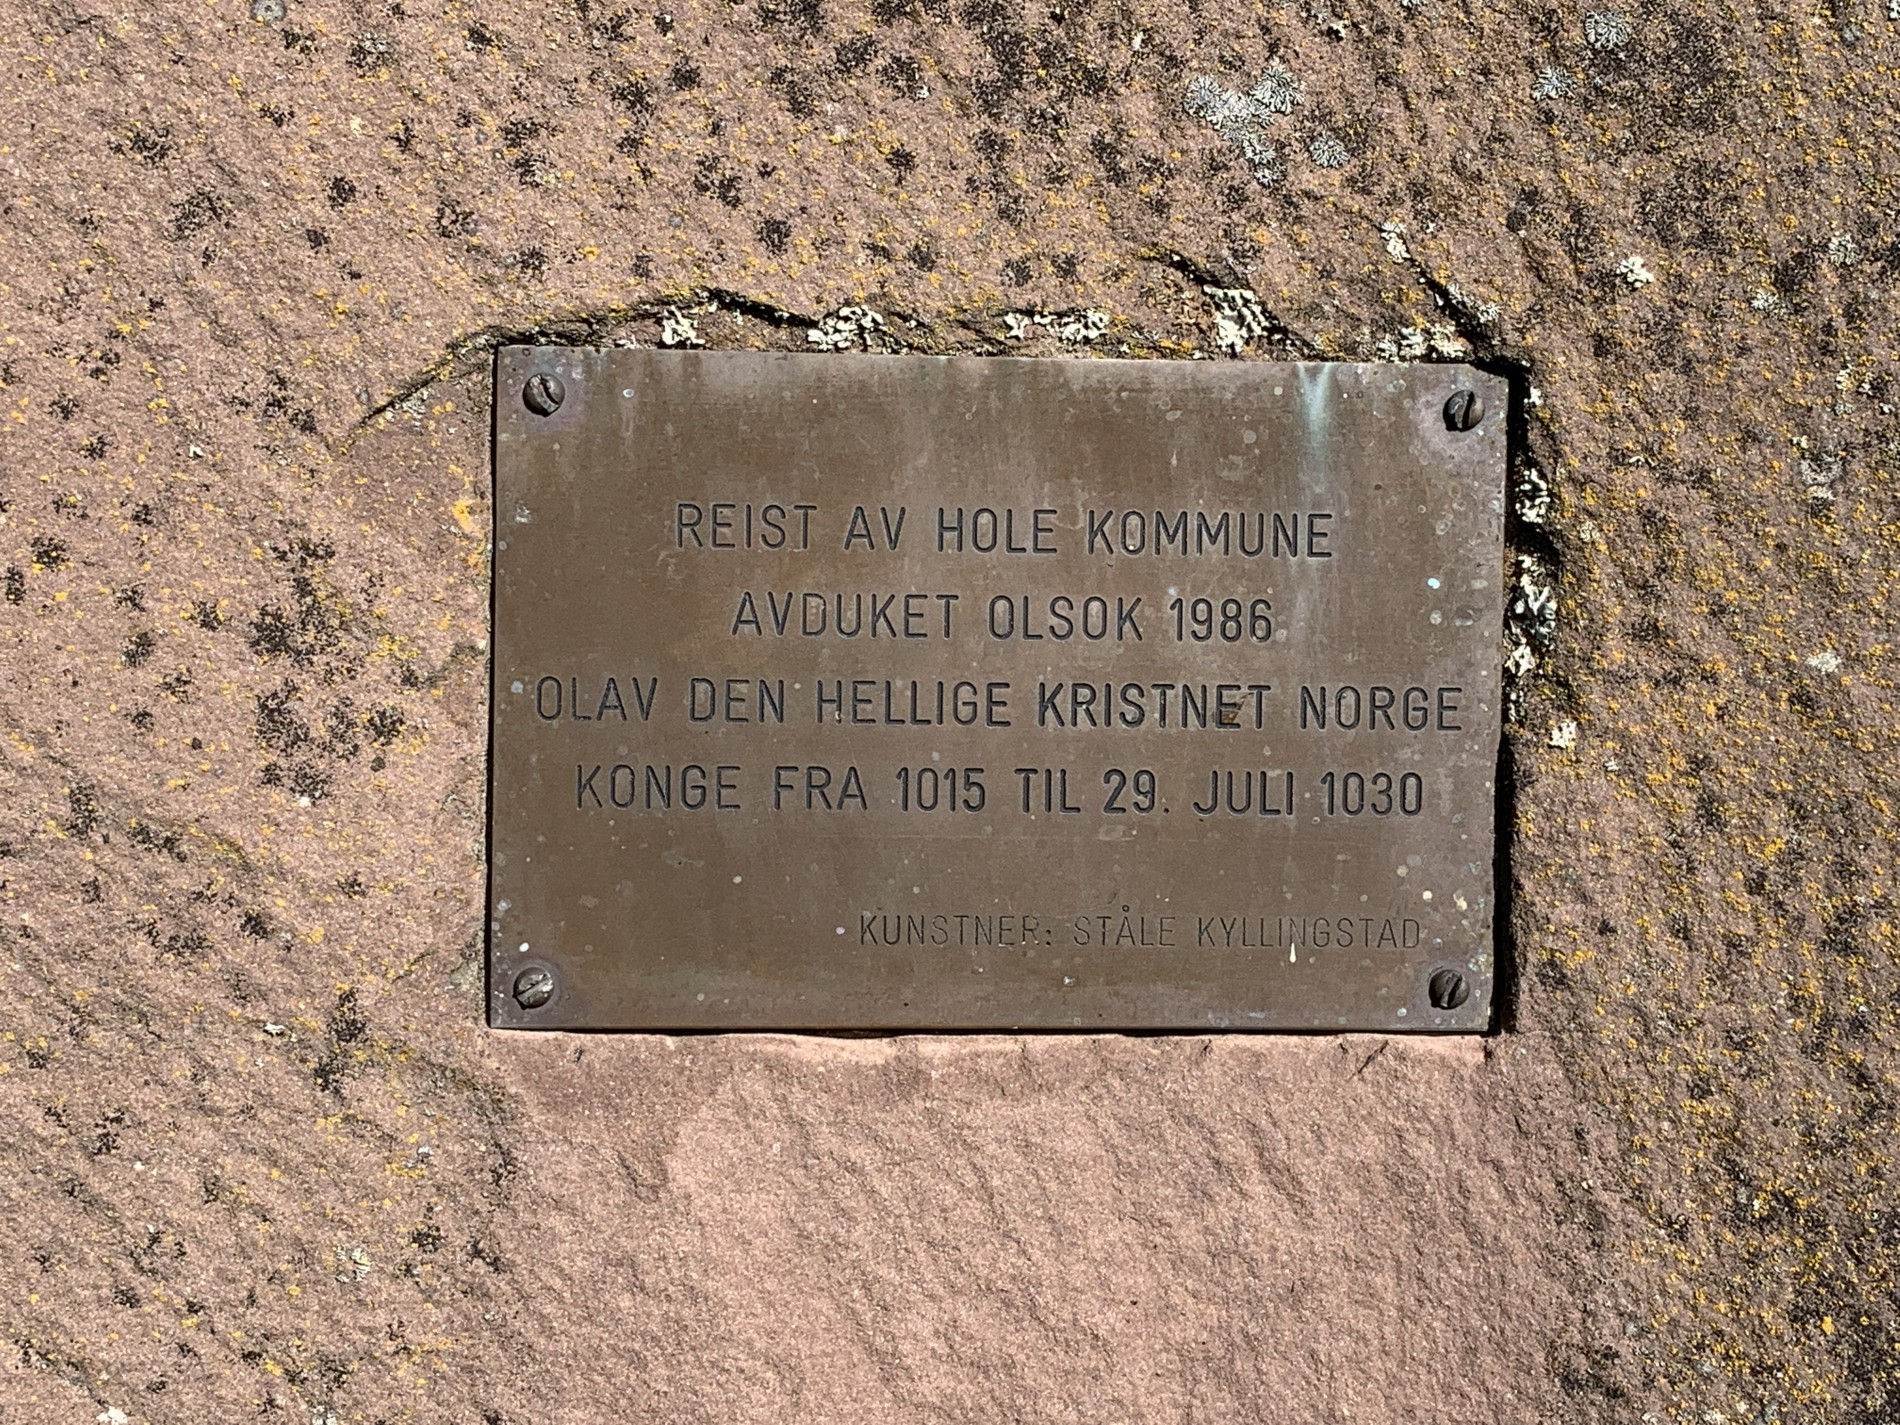 REIST AV HOLE KOMMUNE
AVDUKET OLSOK 1986
OLAV DEN HELLIGE KRISTNET NORGE
KONGE FRA 1015 TIL 29. JULI 1030
KUNSTNER: STÅLE KYLLINGSTAD